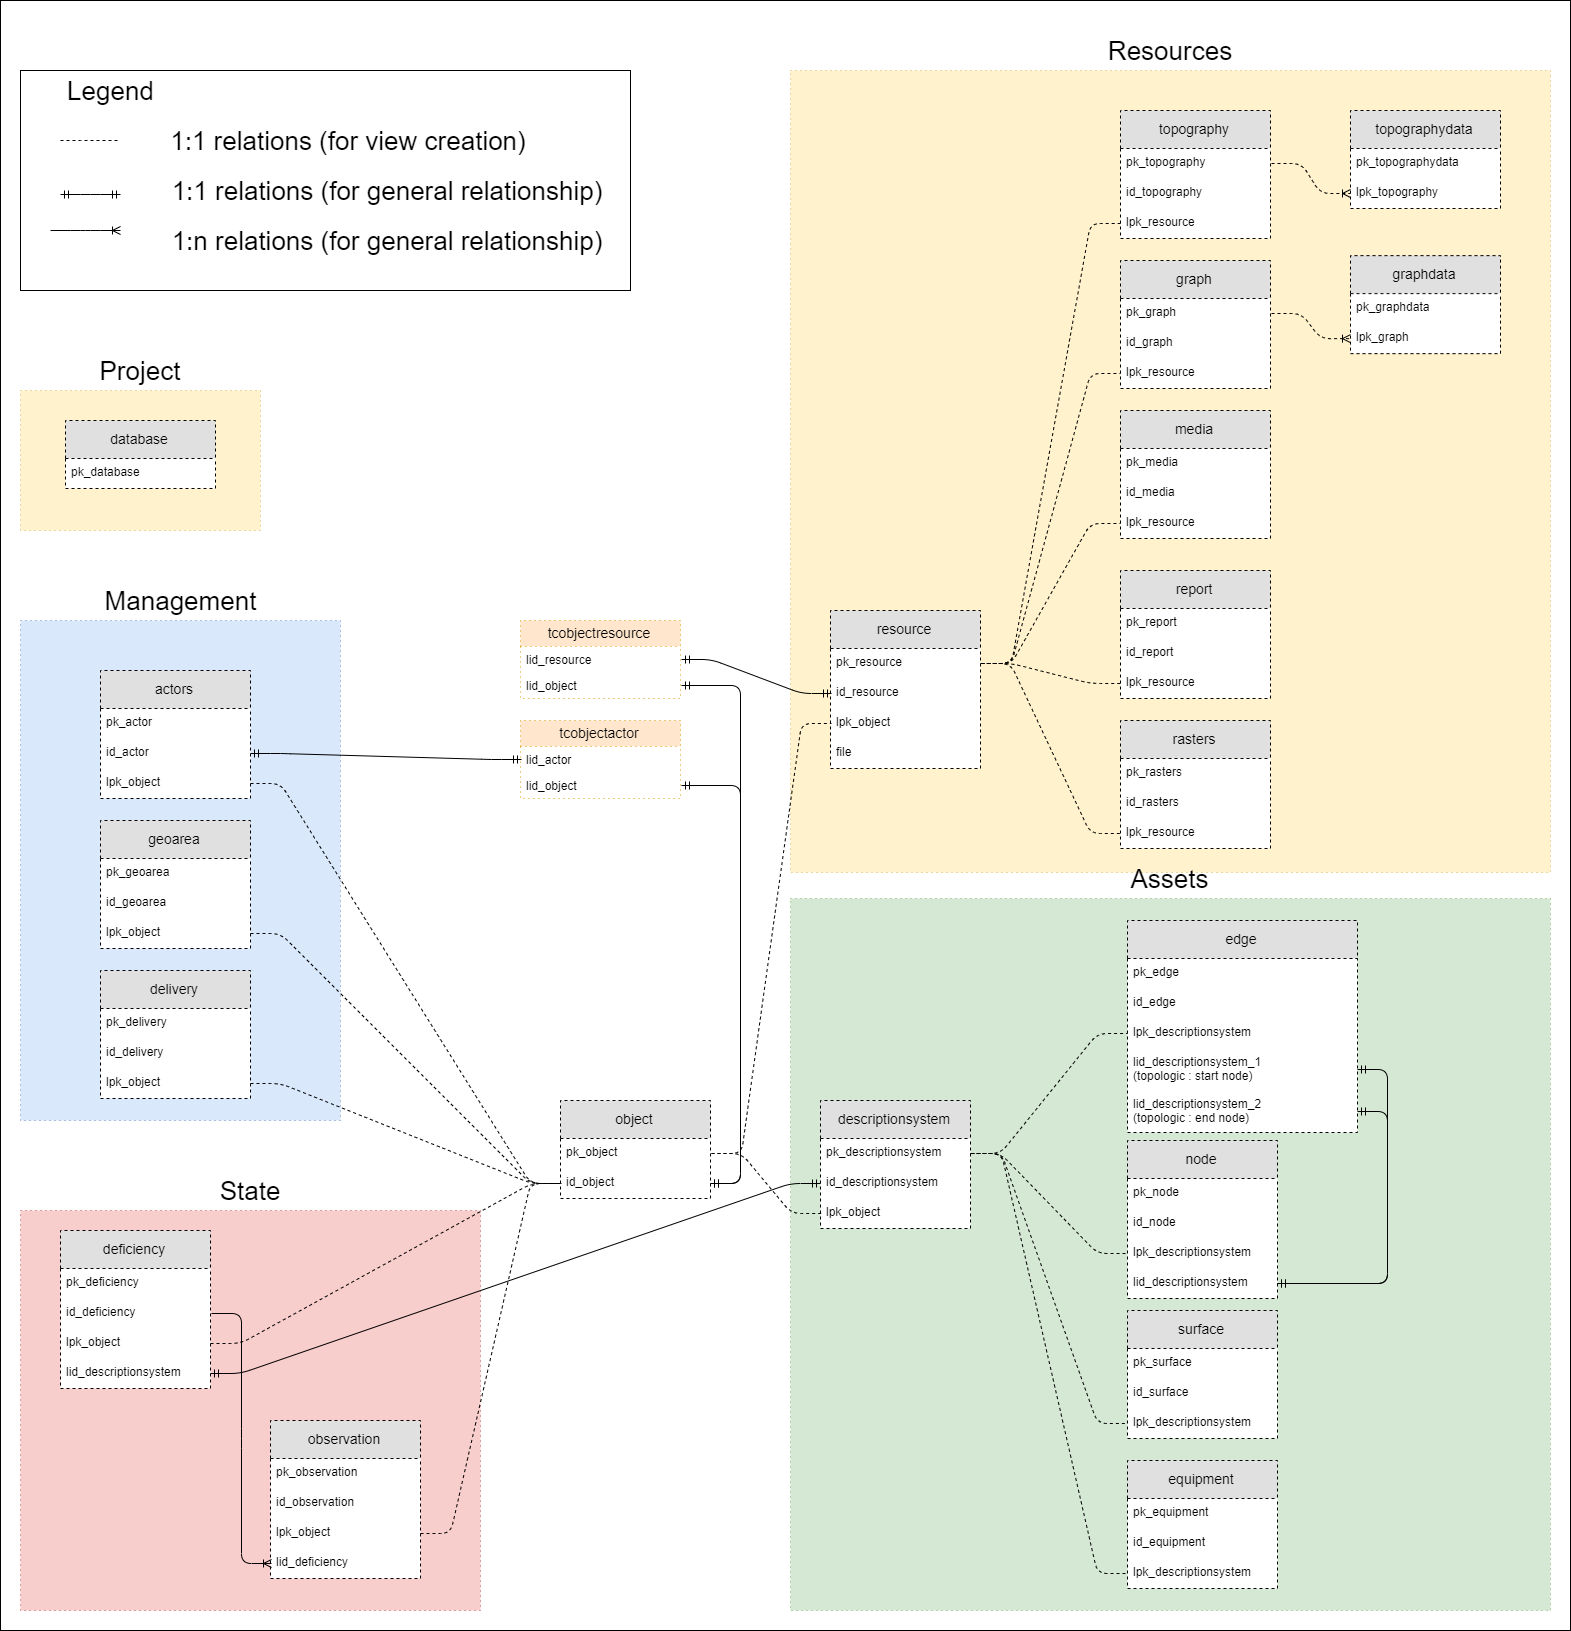 Legend
1:1 relations (for view creation)
1:1 relations (for general relationship)
1:n relations (for general relationship)
Project
database
pk_database
Management
actors
pk_actor
id_actor
lpk_object
geoarea
pk_geoarea
id_geoarea
lpk_object
delivery
pk_delivery
id_delivery
lpk_object
State
deficiency
pk_deficiency
id_deficiency
lpk_object
lid_descriptionsystem
observation
pk_observation
id_observation
lpk_object
lid_deficiency
tcobjectresource
lid_resource
lid_object
tcobjectactor
lid_actor
lid_object
object
pk_object
id_object
Resources
resource
pk_resource
id_resource
lpk_object
file
topography
pk_topography
id_topography
lpk_resource
topographydata
pk_topographydata
lpk_topography
graph
pk_graph
id_graph
lpk_resource
graphdata
pk_graphdata
lpk_graph
media
pk_media
id_media
lpk_resource
report
pk_report
id_report
lpk_resource
rasters
pk_rasters
id_rasters
lpk_resource
Assets
descriptionsystem
pk_descriptionsystem
id_descriptionsystem
lpk_object
edge
pk_edge
id_edge
lpk_descriptionsystem
lid_descriptionsystem_1
(topologic : start node)
lid_descriptionsystem_2
(topologic : end node)
node
pk_node
id_node
lpk_descriptionsystem
lid_descriptionsystem
surface
pk_surface
id_surface
lpk_descriptionsystem
equipment
pk_equipment
id_equipment
lpk_descriptionsystem